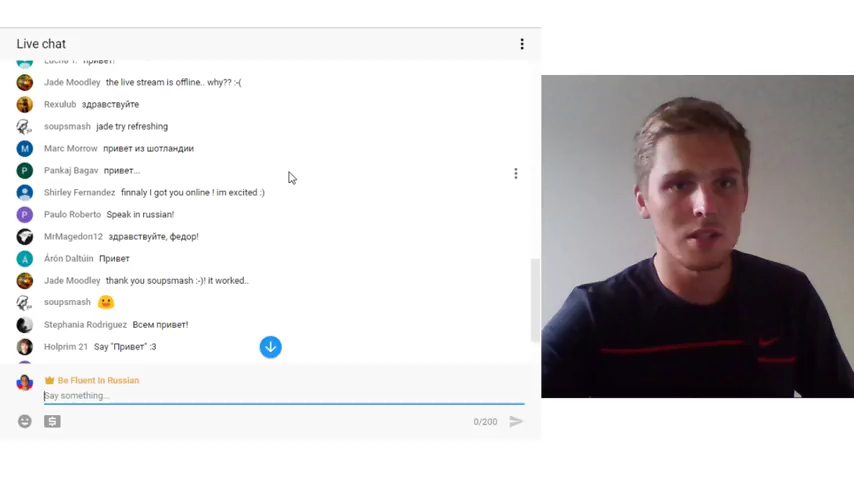 Live chat
привет!
Jade Moodley the live stream is offline.. why?? :-(
Rexulub здравствуйте
soupsmash jade try refreshing
Marc Morrow привет из шотландии
Pankaj Bagav привет...
Shirley Fernandez finnaly I got you online ! im excited :)
Paulo Roberto Speak in russian!
MrMagedon12 здравствуйте, федор!
Árón Daltúin Привет
Jade Moodley thank you soupsmash :-)! it worked..
soupsmash
Stephania Rodriguez Всем привет!
Holprim 21 Say "Привет" :3
Be Fluent In Russian
Say something...
0/200